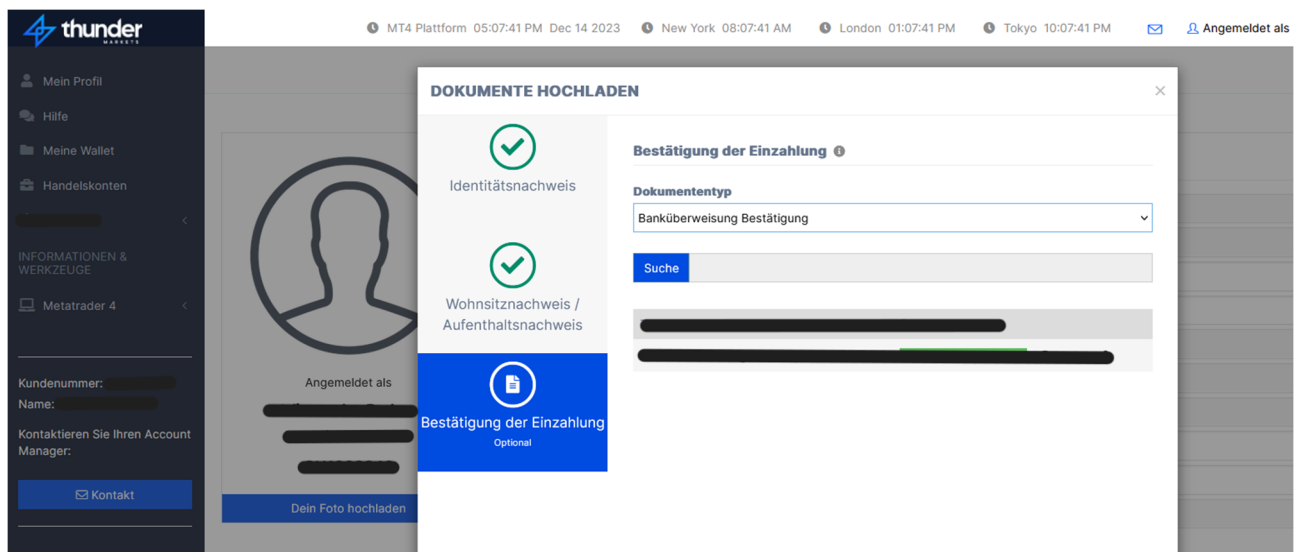 thunder
MARKETS
MT4 Plattform 05:07:41 PM Dec 14 2023
New York 08:07:41 AM
London 01:07:41 PM
Tokyo 10:07:41 PM
Angemeldet als
Mein Profil
Hilfe
Meine Wallet
Handelskonten
INFORMATIONEN &
WERKZEUGE
Metatrader 4
Kundenummer:
Name:
Kontaktieren Sie Ihren Account
Manager:
Kontakt
Angemeldet als
Dein Foto hochladen
DOKUMENTE HOCHLADEN
×
Identitätsnachweis
Wohnsitznachweis /
Aufenthaltsnachweis
Bestätigung der Einzahlung
Optional
Bestätigung der Einzahlung
Dokumententyp
Banküberweisung Bestätigung
Suche